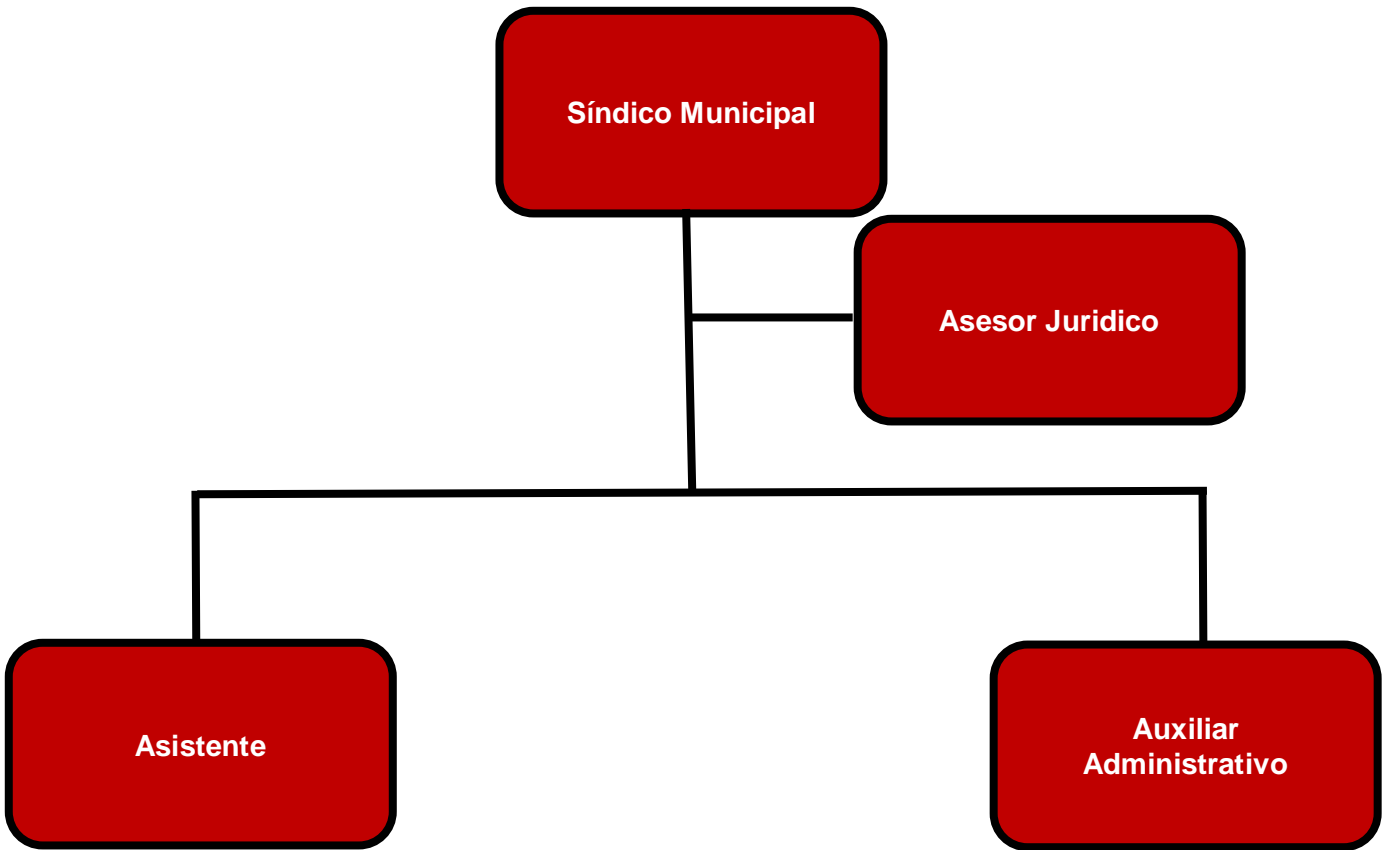 Síndico Municipal
Asesor Juridico
Asistente
Auxiliar
Administrativo